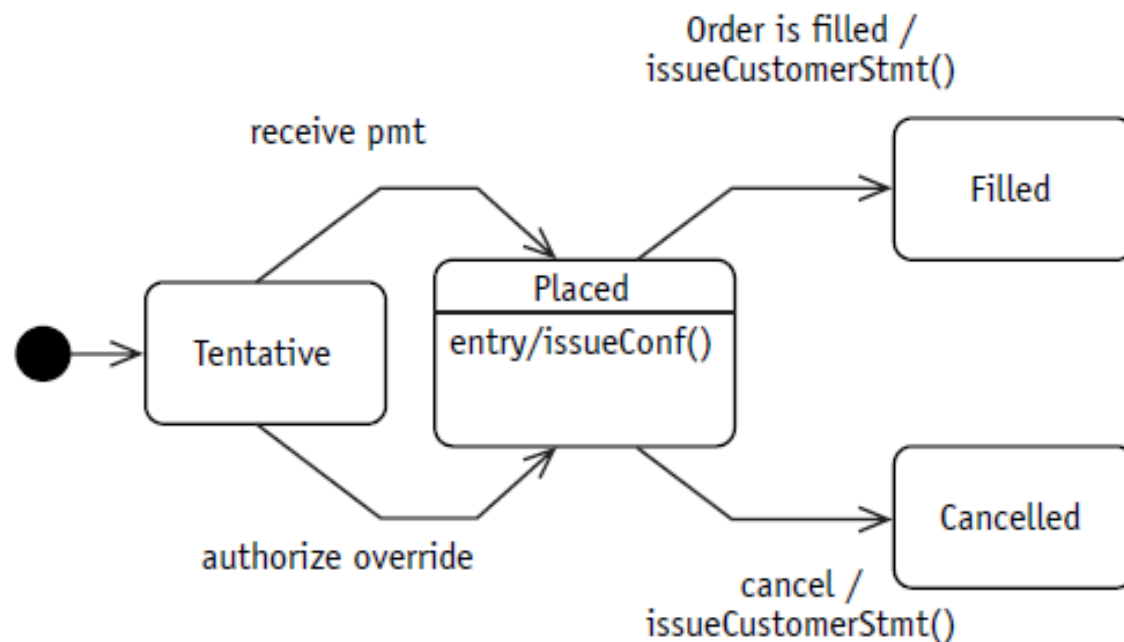 Order is filled /
issueCustomerStmt()
receive pmt
Filled
Placed
entry/issueConf()
Tentative
Cancelled
authorize override
cancel /
issueCustomerStmt()